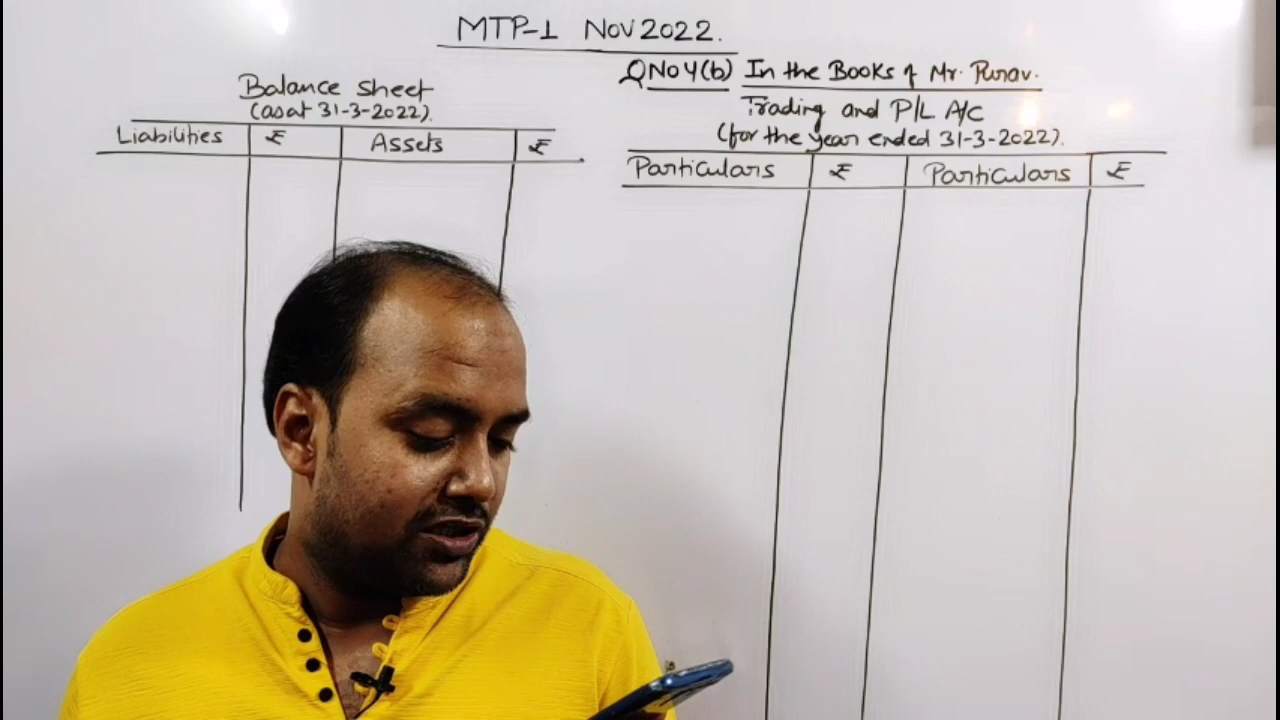 MTP-1 NOV 2022.
Balance Sheet
(as at 31-3-2022).
Liabilities ₹ Assets ₹
QNo 4(b) In the Books of Mr. Purav.
Trading and P/L A/C
(for the year ended 31-3-2022).
Particulars ₹ Particulars ₹